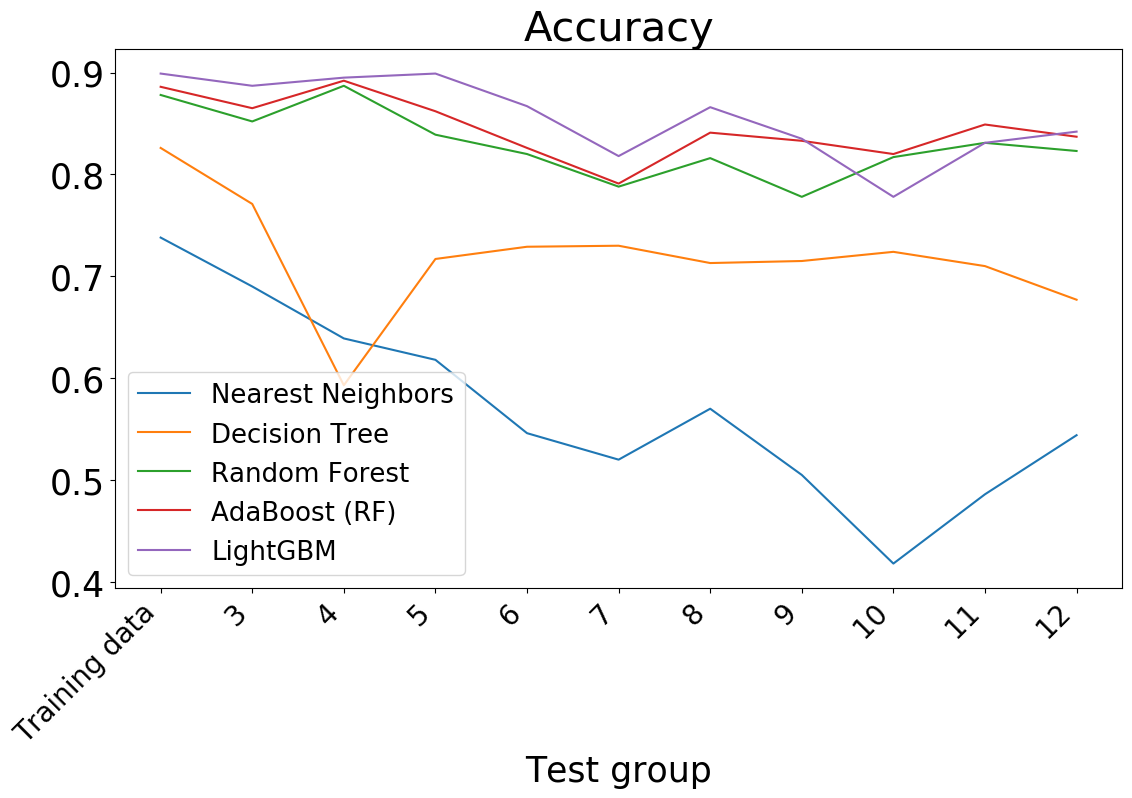 Accuracy
0.9
0.8
0.7
0.6
0.5
0.4
Nearest Neighbors
Decision Tree
Random Forest
AdaBoost (RF)
LightGBM
Training data 3 4 5 6 7 8 9 10 11 12
Test group